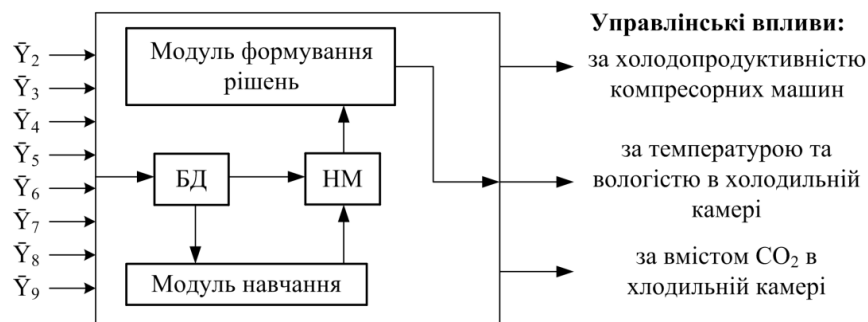 Ȳ2
Ȳ3
Ȳ4
Ȳ5
Ȳ6
Ȳ7
Ȳ8
Ȳ9
Модуль формування
рішень
БД
НМ
Модуль навчання
Управлінські впливи:
за холодопродуктивністю
компресорних машин
за температурою та
вологістю в холодильній
камері
за вмістом CO2 в
хлодильній камері